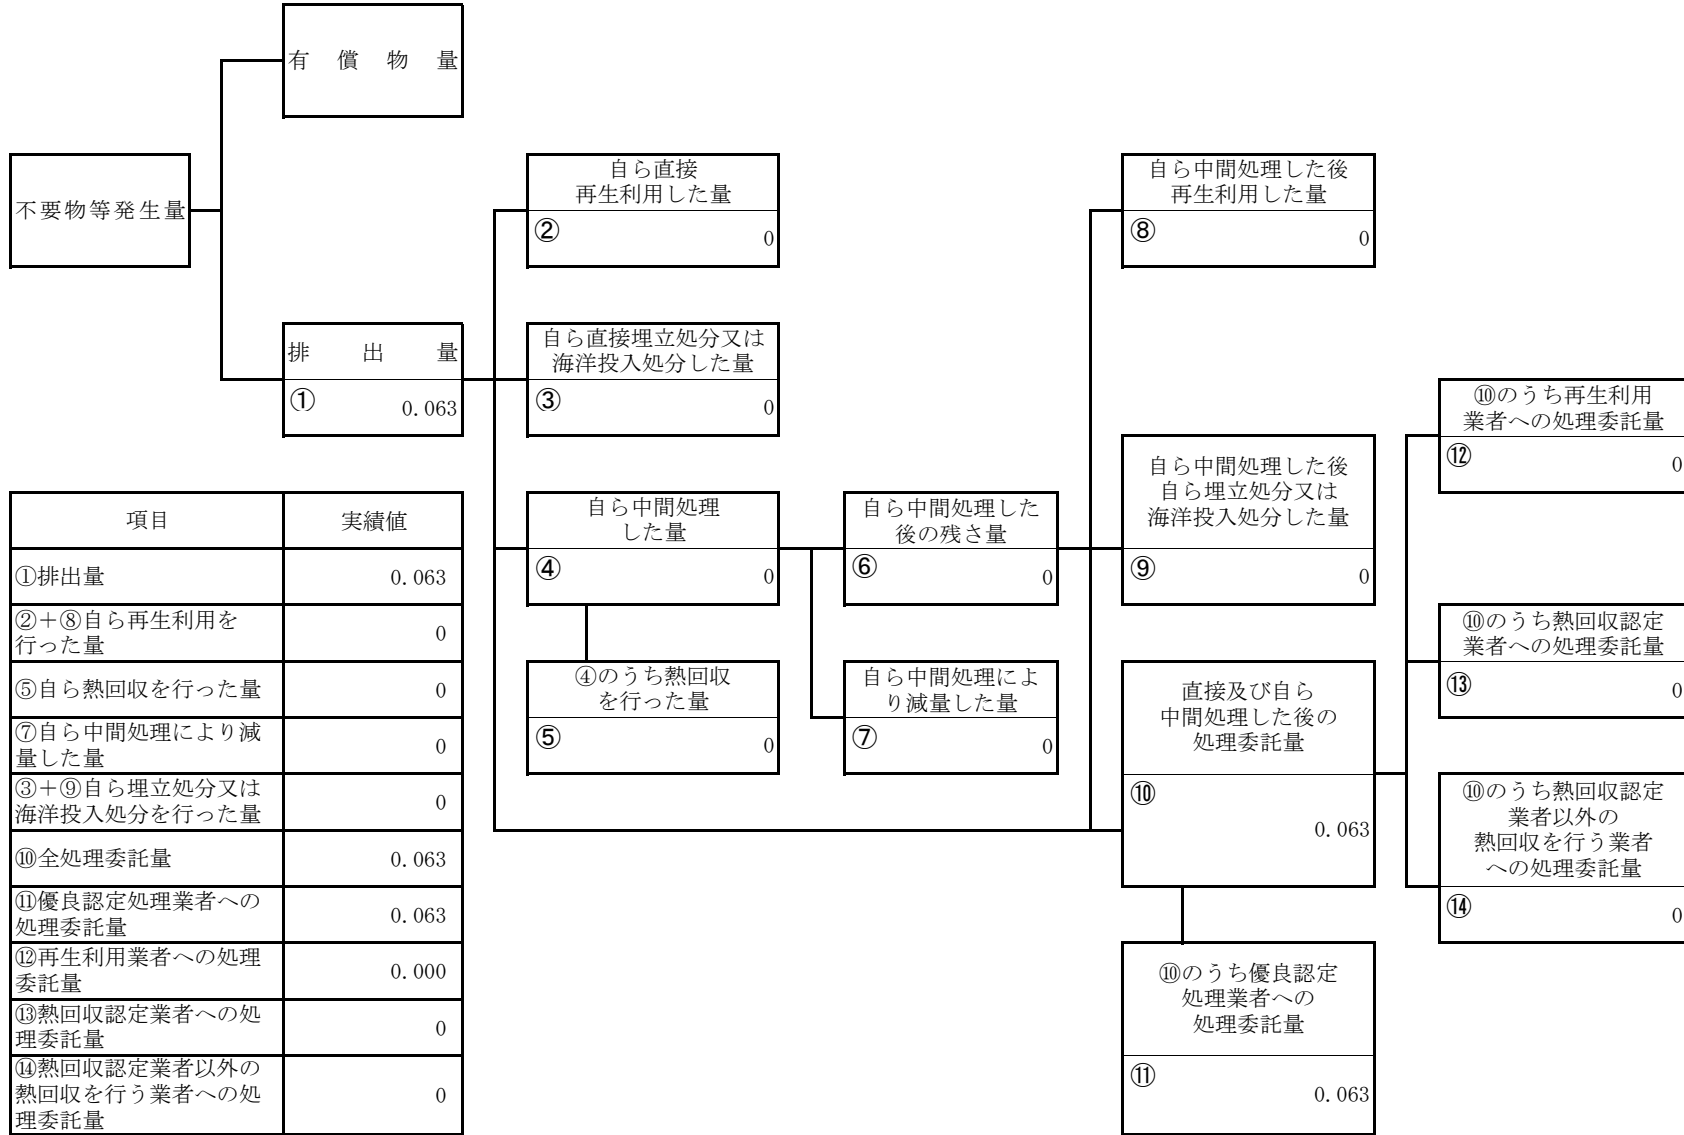 有償物量
不要物等発生量
排出量
① 0.063
自ら直接
再生利用した量
② 0
自ら直接埋立処分又は
海洋投入処分した量
③ 0
自ら中間処理
した量
④ 0
④のうち熱回収
を行った量
⑤ 0
自ら中間処理した
後の残さ量
⑥ 0
自ら中間処理によ
り減量した量
⑦ 0
自ら中間処理した後
再生利用した量
⑧ 0
自ら中間処理した後
自ら埋立処分又は
海洋投入処分した量
⑨ 0
直接及び自ら
中間処理した後の
処理委託量
⑩
0.063
⑩のうち優良認定
処理業者への
処理委託量
⑪
0.063
⑩のうち再生利用
業者への処理委託量
⑫ 0
⑩のうち熱回収認定
業者への処理委託量
⑬ 0
⑩のうち熱回収認定
業者以外の
熱回収を行う業者
への処理委託量
⑭ 0
項目 実績値
①排出量 0.063
②＋⑧自ら再生利用を
行った量 0
⑤自ら熱回収を行った量 0
⑦自ら中間処理により減
量した量 0
③＋⑨自ら埋立処分又は
海洋投入処分を行った量 0
⑩全処理委託量 0.063
⑪優良認定処理業者への
処理委託量 0.063
⑫再生利用業者への処理
委託量 0.000
⑬熱回収認定業者への処
理委託量 0
⑭熱回収認定業者以外の
熱回収を行う業者への処
理委託量 0